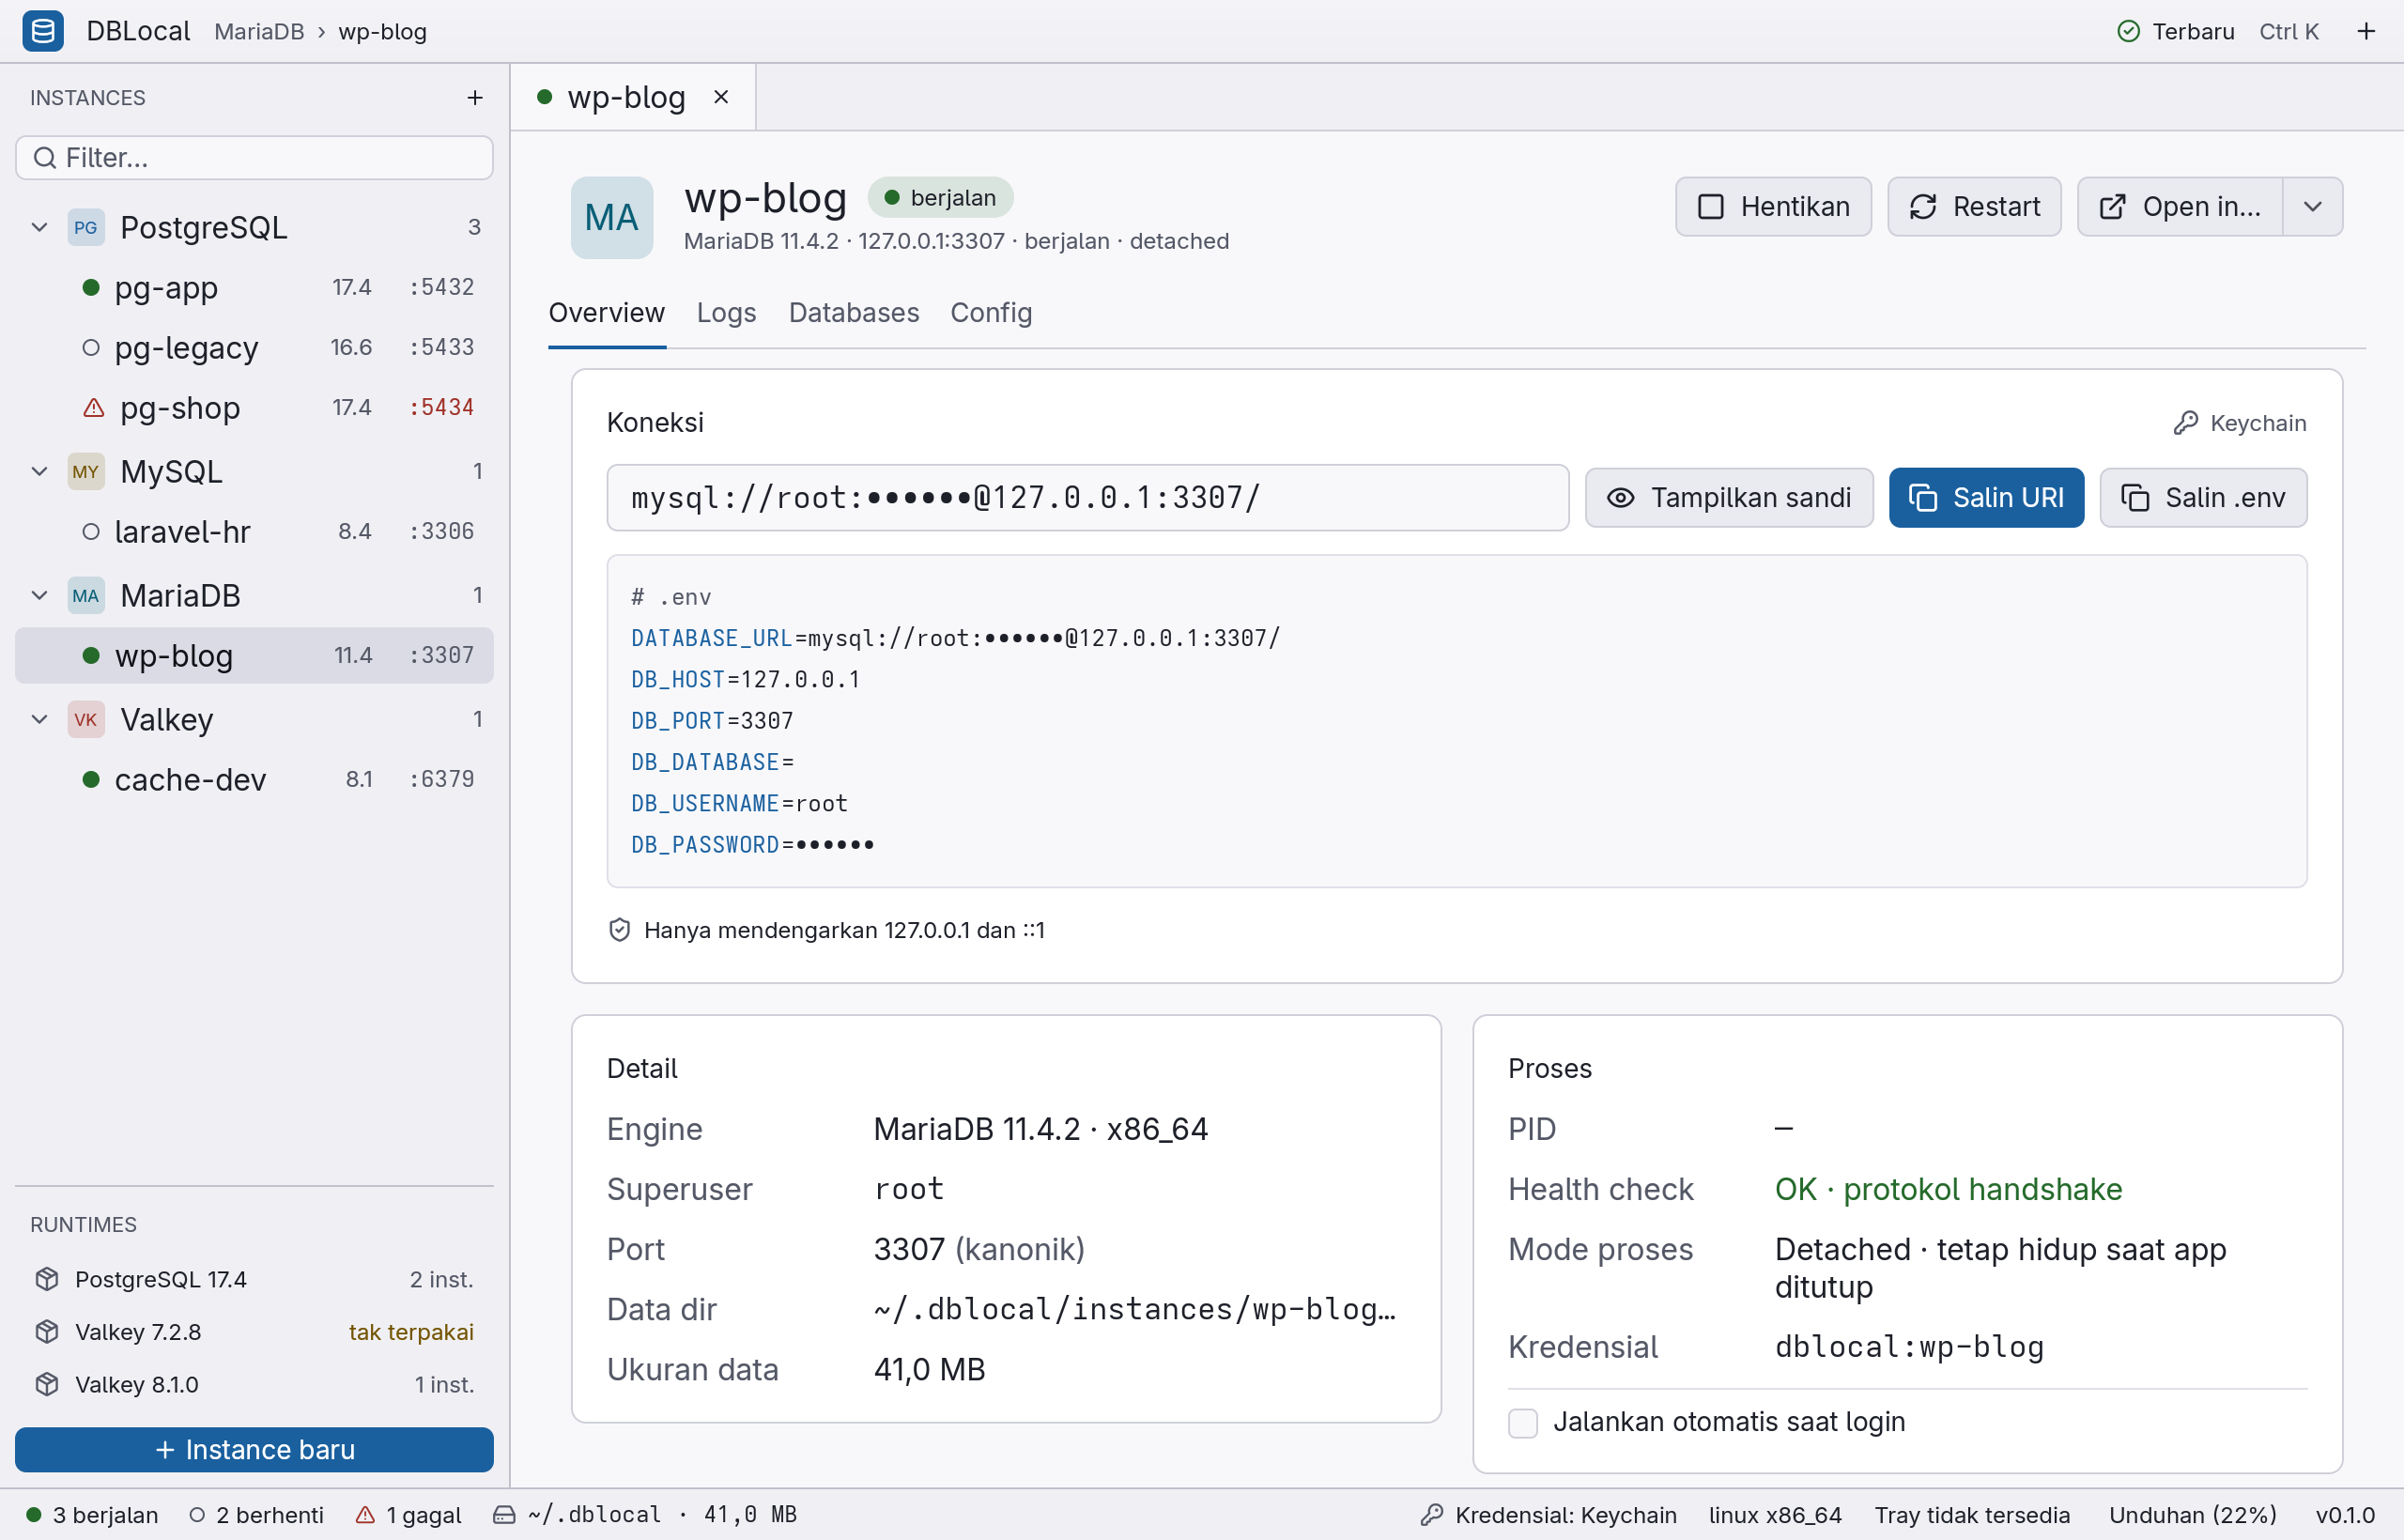 DBLocal MariaDB › wp-blog
Terbaru Ctrl K +
INSTANCES +
Filter...
PG PostgreSQL 3
pg-app 17.4 :5432
pg-legacy 16.6 :5433
pg-shop 17.4 :5434
MY MySQL 1
laravel-hr 8.4 :3306
MA MariaDB 1
wp-blog 11.4 :3307
VK Valkey 1
cache-dev 8.1 :6379
RUNTIMES
PostgreSQL 17.4 2 inst.
Valkey 7.2.8 tak terpakai
Valkey 8.1.0 1 inst.
+ Instance baru
wp-blog ×
MA
wp-blog berjalan
MariaDB 11.4.2 · 127.0.0.1:3307 · berjalan · detached
Hentikan Restart Open in...
Overview Logs Databases Config
Koneksi Keychain
mysql://root:••••••@127.0.0.1:3307/
Tampilkan sandi Salin URI Salin .env
# .env
DATABASE_URL=mysql://root:••••••@127.0.0.1:3307/
DB_HOST=127.0.0.1
DB_PORT=3307
DB_DATABASE=
DB_USERNAME=root
DB_PASSWORD=••••••
Hanya mendengarkan 127.0.0.1 dan ::1
Detail
Engine MariaDB 11.4.2 · x86_64
Superuser root
Port 3307 (kanonik)
Data dir ~/.dblocal/instances/wp-blog…
Ukuran data 41,0 MB
Proses
PID —
Health check OK · protokol handshake
Mode proses Detached · tetap hidup saat app
ditutup
Kredensial dblocal:wp-blog
Jalankan otomatis saat login
3 berjalan 2 berhenti 1 gagal ~/.dblocal · 41,0 MB
Kredensial: Keychain linux x86_64 Tray tidak tersedia Unduhan (22%) v0.1.0